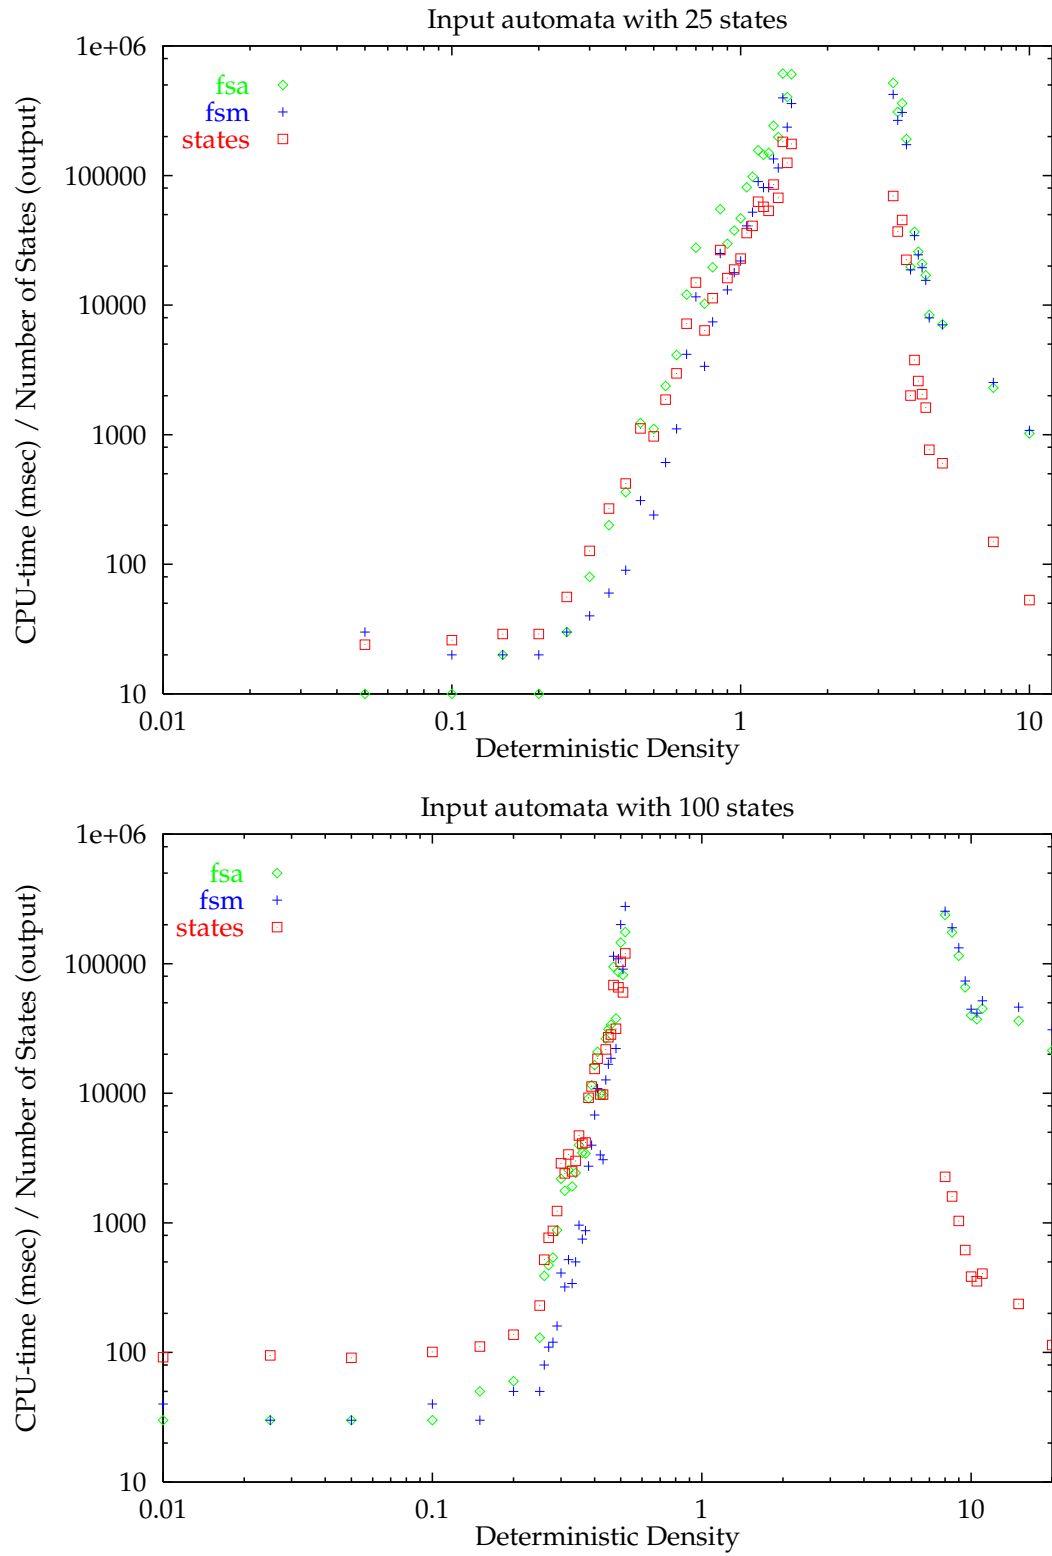 Input automata with 25 states
1e+06
fsa
fsm
states
100000
10000
1000
100
10
CPU-time (msec) / Number of States (output)
0.01 0.1 1 10
Deterministic Density
Input automata with 100 states
1e+06
fsa
fsm
states
100000
10000
1000
100
10
CPU-time (msec) / Number of States (output)
0.01 0.1 1 10
Deterministic Density